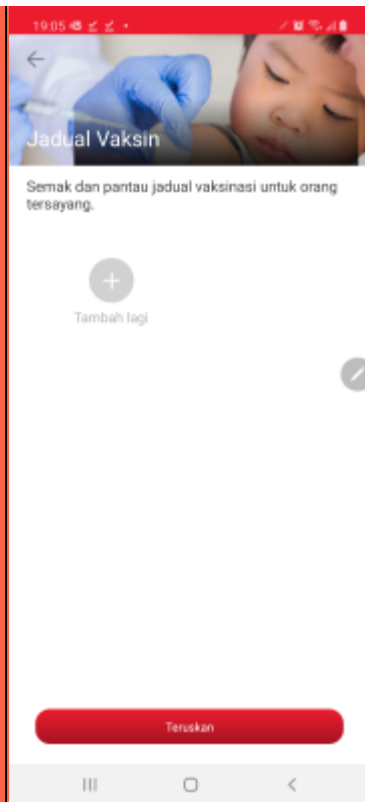 19:05
Jadual Vaksin
Semak dan pantau jadual vaksinasi untuk orang
tersayang.
Tambah lagi
Teruskan